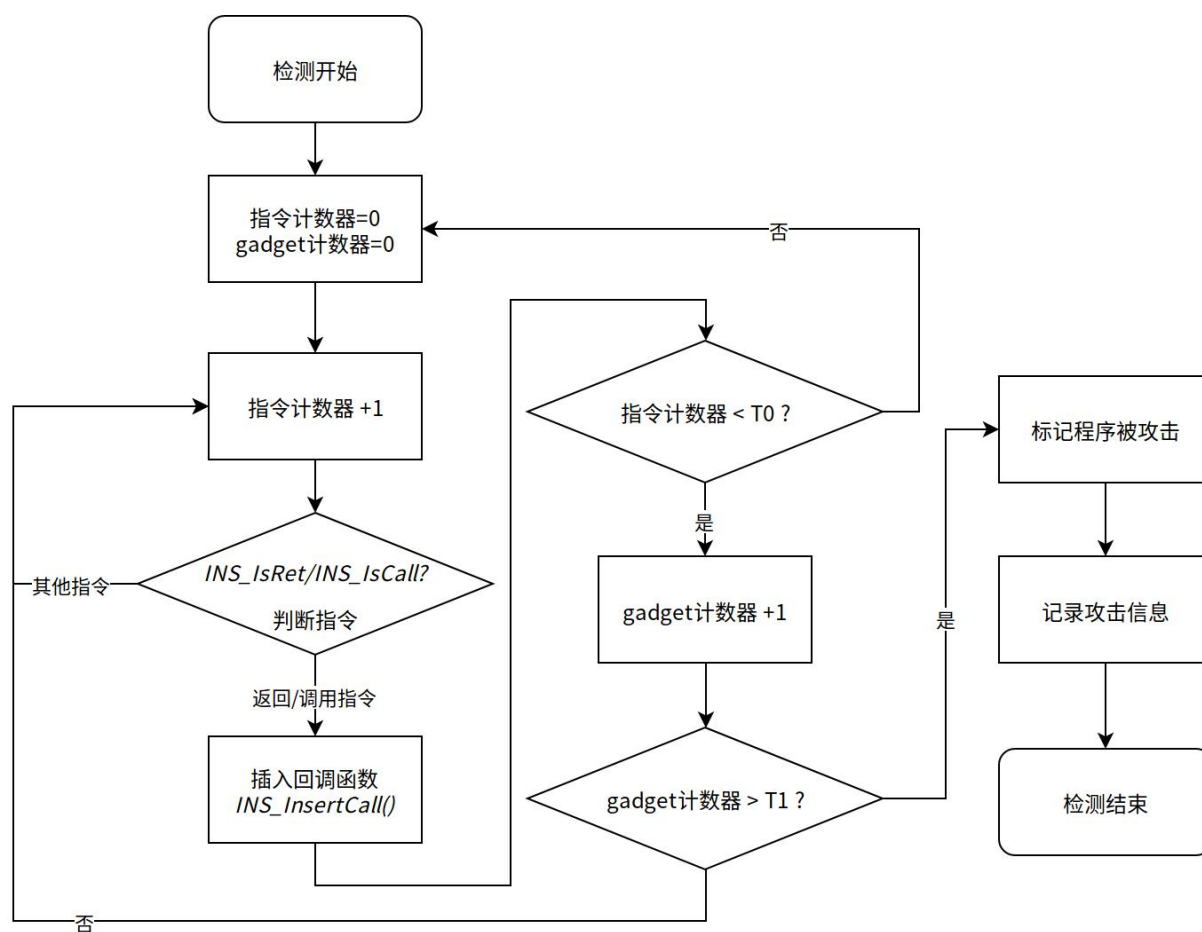 检测开始
指令计数器=0
gadget计数器=0
指令计数器 +1
INS_IsRet/INS_IsCall?
判断指令
其他指令
返回/调用指令
插入回调函数
INS_InsertCall()
指令计数器 < T0 ?
否
是
gadget计数器 +1
gadget计数器 > T1 ?
否
是
标记程序被攻击
记录攻击信息
检测结束